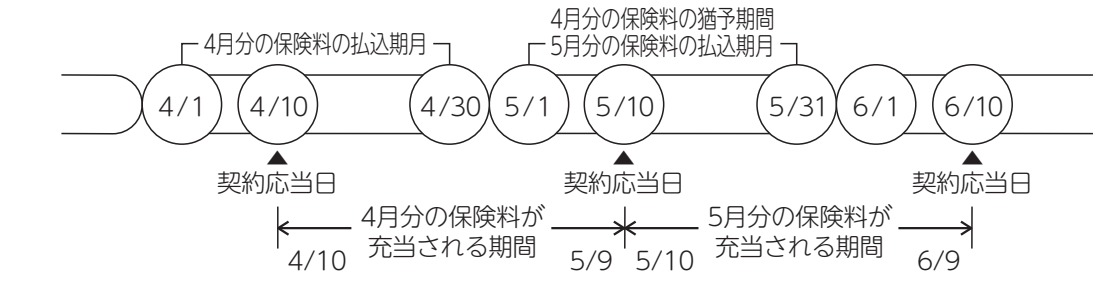 4月分の保険料の猶予期間
4月分の保険料の払込期月
5月分の保険料の払込期月
4/1
4/10
4/30
5/1
5/10
5/31
6/1
6/10
契約応当日
契約応当日
契約応当日
4月分の保険料が
充当される期間
5月分の保険料が
充当される期間
4/10
5/9
5/10
6/9